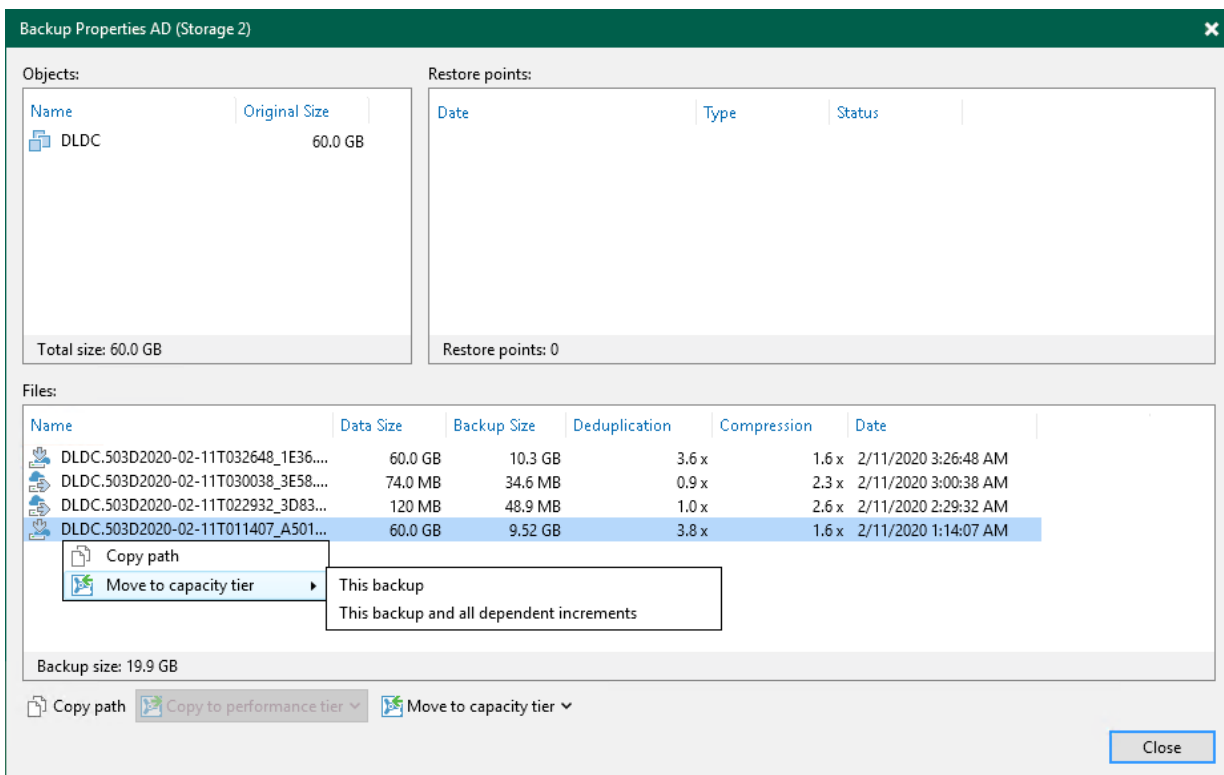 Backup Properties AD (Storage 2)
Objects: Restore points:
Name Original Size Date Type Status
DLDC 60.0 GB
Total size: 60.0 GB Restore points: 0
Files:
Name Data Size Backup Size Deduplication Compression Date
DLDC.503D2020-02-11T032648_1E36.... 60.0 GB 10.3 GB 3.6 x 1.6 x 2/11/2020 3:26:48 AM
DLDC.503D2020-02-11T030038_3E58.... 74.0 MB 34.6 MB 0.9 x 2.3 x 2/11/2020 3:00:38 AM
DLDC.503D2020-02-11T022932_3D83... 120 MB 48.9 MB 1.0 x 2.6 x 2/11/2020 2:29:32 AM
DLDC.503D2020-02-11T011407_A501... 60.0 GB 9.52 GB 3.8 x 1.6 x 2/11/2020 1:14:07 AM
Copy path
Move to capacity tier This backup
This backup and all dependent increments
Backup size: 19.9 GB
Copy path Copy to performance tier Move to capacity tier
Close